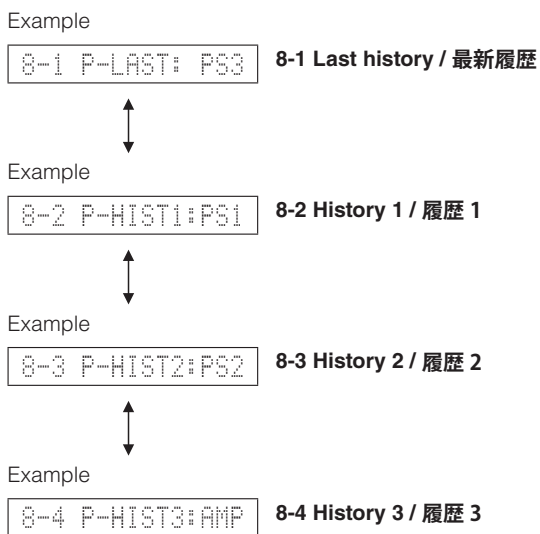 Example
8-1 P-LAST: PS3 8-1 Last history / 最新履歴
Example
8-2 P-HIST1:PS1 8-2 History 1 / 履歴 1
Example
8-3 P-HIST2:PS2 8-3 History 2 / 履歴 2
Example
8-4 P-HIST3:AMP 8-4 History 3 / 履歴 3